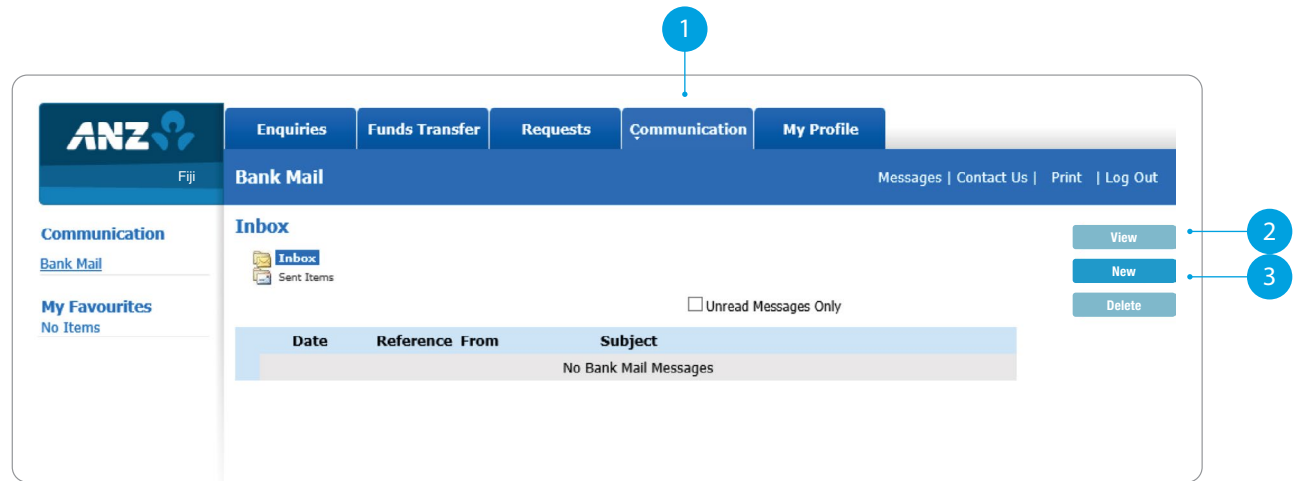 1
ANZ
Fiji
Enquiries Funds Transfer Requests Communication My Profile
Bank Mail
Messages | Contact Us | Print | Log Out
Communication
Bank Mail
My Favourites
No Items
Inbox
Inbox
Sent Items
Unread Messages Only
Date Reference From Subject
No Bank Mail Messages
View 2
New 3
Delete